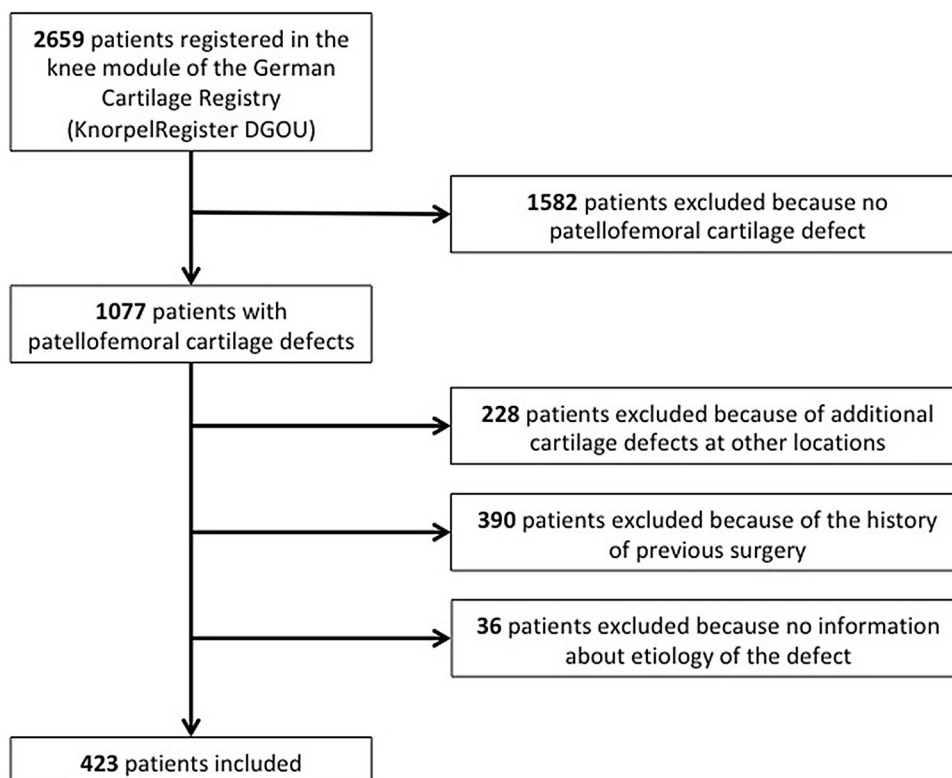 2659 patients registered in the
knee module of the German
Cartilage Registry
(KnorpelRegister DGOU)
1582 patients excluded because no
patellofemoral cartilage defect
1077 patients with
patellofemoral cartilage defects
228 patients excluded because of additional
cartilage defects at other locations
390 patients excluded because of the history
of previous surgery
36 patients excluded because no information
about etiology of the defect
423 patients included